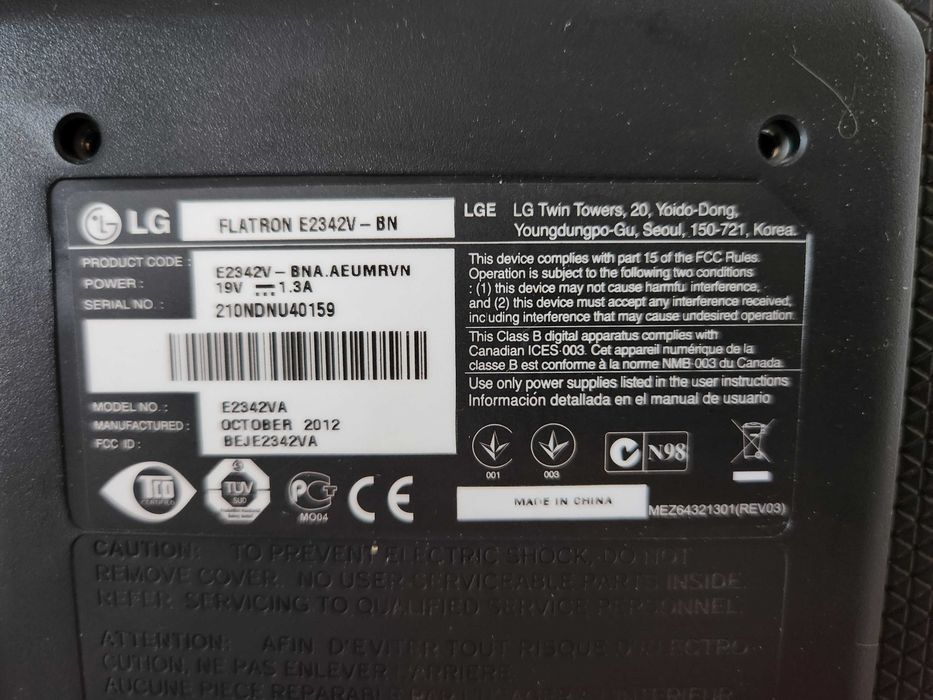 LG FLATRON E2342V-BN
PRODUCT CODE : E2342V-BNA.AEUMRVN
POWER : 19V 1.3A
SERIAL NO. : 210NDNU40159
MODEL NO. : E2342VA
MANUFACTURED : OCTOBER 2012
FCC ID : BEJE2342VA
TCO
CERTIFIED
TÜV
SÜD
MO04
CE
LGE LG Twin Towers, 20, Yoido-Dong,
Youngdungpo-Gu, Seoul, 150-721, Korea.
This device complies with part 15 of the FCC Rules.
Operation is subject to the following two conditions
: (1) this device may not cause harmfu interference,
and (2) this device must accept any interference received,
including interference that may cause undesired operation.
This Class B digital apparatus complies with
Canadian ICES-003. Cet appareil numérique de la
classe B est conforme à la norme NMB-003 du Canada.
Use only power supplies listed in the user instructions
Información detallada en el manual de usuario
001
003
N98
MADE IN CHINA
MEZ64321301(REV03)
CAUTION: TO PREVENT ELECTRIC SHOCK, DO NOT
REMOVE COVER. NO USER-SERVICEABLE PARTS INSIDE.
REFER SERVICING TO QUALIFIED SERVICE PERSONNEL.
ATTENTION: AFIN D'EVITER TOUT RISQUE D'ELECTRO-
CUTION, NE PAS ENLEVER L'ARRIERE.
AUCUNE PIECE REPARABLE